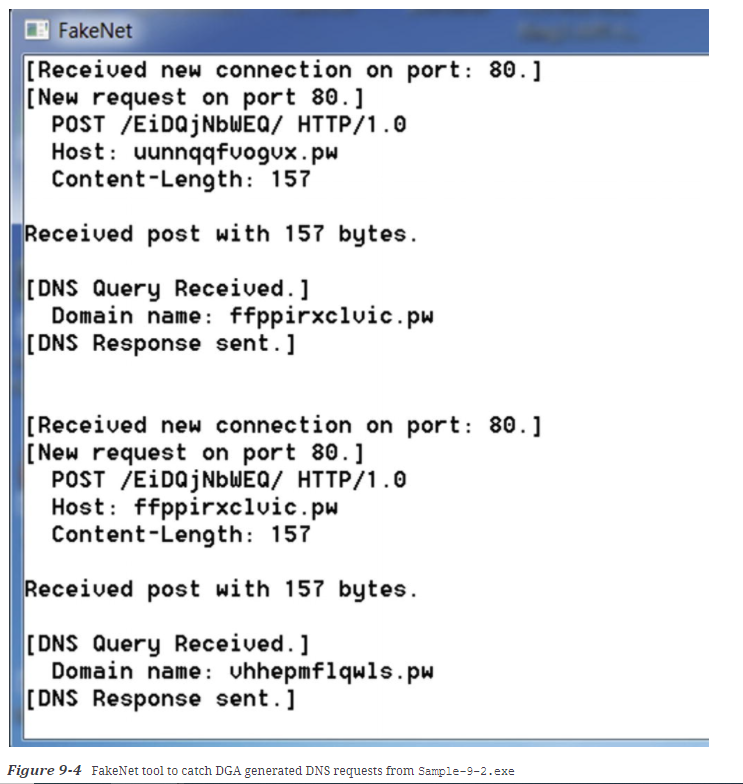 FakeNet
[Received new connection on port: 80.]
[New request on port 80.]
POST /EiDQjNbWEQ/ HTTP/1.0
Host: uunnqqfvogvx.pw
Content-Length: 157
Received post with 157 bytes.
[DNS Query Received.]
Domain name: ffppirxclvic.pw
[DNS Response sent.]
[Received new connection on port: 80.]
[New request on port 80.]
POST /EiDQjNbWEQ/ HTTP/1.0
Host: ffppirxclvic.pw
Content-Length: 157
Received post with 157 bytes.
[DNS Query Received.]
Domain name: vhhepmflqwls.pw
[DNS Response sent.]
Figure 9-4 FakeNet tool to catch DGA generated DNS requests from Sample-9-2.exe